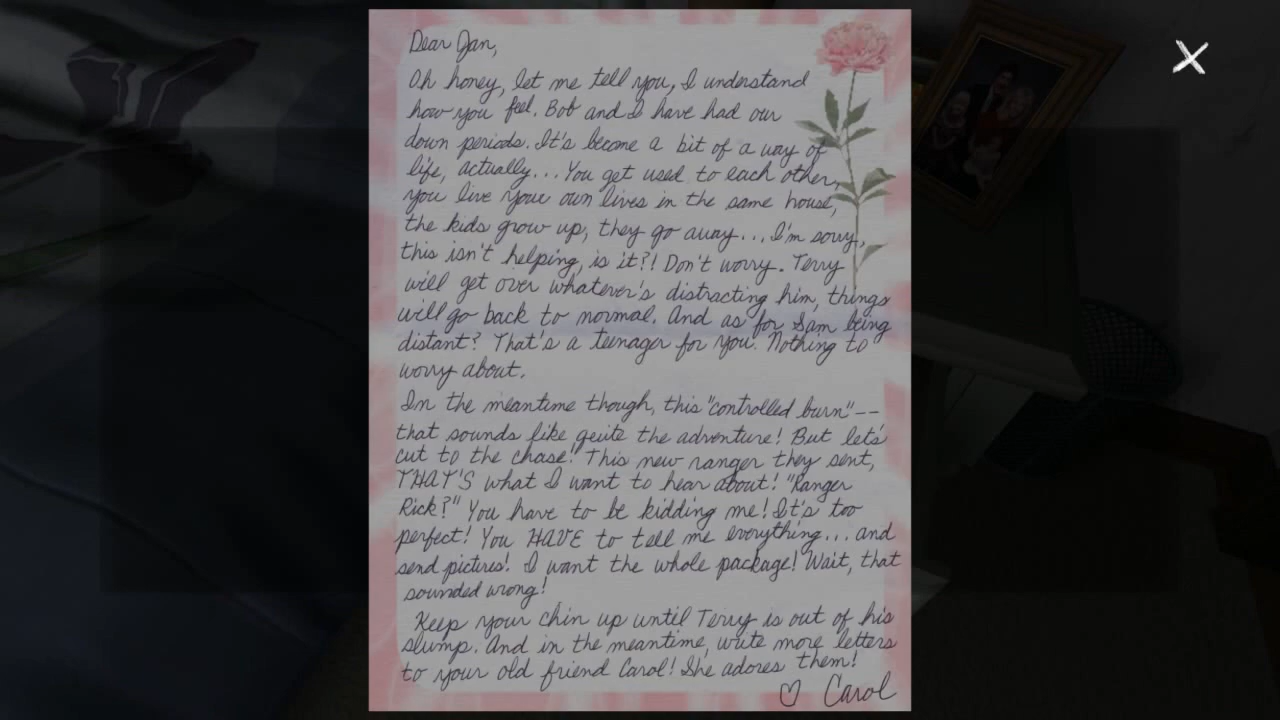 Dear Jan,
Oh honey, let me tell you, I understand
how you feel. Bob and I have had our
down periods. It's become a bit of a way of
life, actually... You get used to each other,
you live your own lives in the same house,
the kids grow up, they go away... I'm sorry,
this isn't helping, is it?! Don't worry. Terry
will get over whatever's distracting him, things
will go back to normal. And as for Sam being
distant? That's a teenager for you. Nothing to
worry about.
In the meantime though, this "controlled burn"--
that sounds like quite the adventure! But let's
cut to the chase! This new ranger they sent,
THAT'S what I want to hear about! "Ranger
Rick?" You have to be kidding me! It's too
perfect! You HAVE to tell me everything... and
send pictures! I want the whole package! Wait, that
sounded wrong!
Keep your chin up until Terry is out of his
slump. And in the meantime, write more letters
to your old friend Carol! She adores them!
♡ Carol